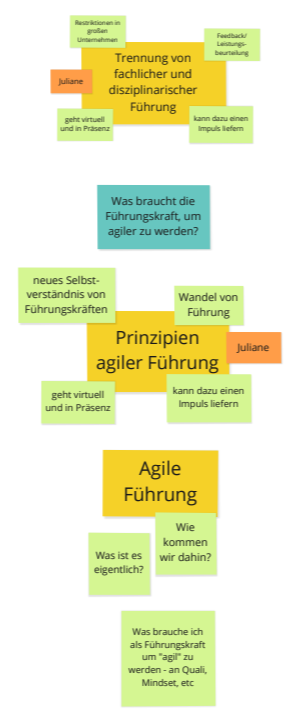 Restriktionen in
großen
Unternehmen
Feedback/
Leistungs-
beurteilung
Trennung von
fachlicher und
disziplinarischer
Führung
Juliane
geht virtuell
und in Präsenz
kann dazu einen
Impuls liefern
Was braucht die
Führungskraft, um
agiler zu werden?
neues Selbst-
verständnis von
Führungskräften
Wandel von
Führung
Prinzipien
agiler Führung
Juliane
geht virtuell
und in Präsenz
kann dazu einen
Impuls liefern
Agile
Führung
Was ist es
eigentlich?
Wie
kommen
wir dahin?
Was brauche ich
als Führungskraft
um "agil" zu
werden - an Quali,
Mindset, etc